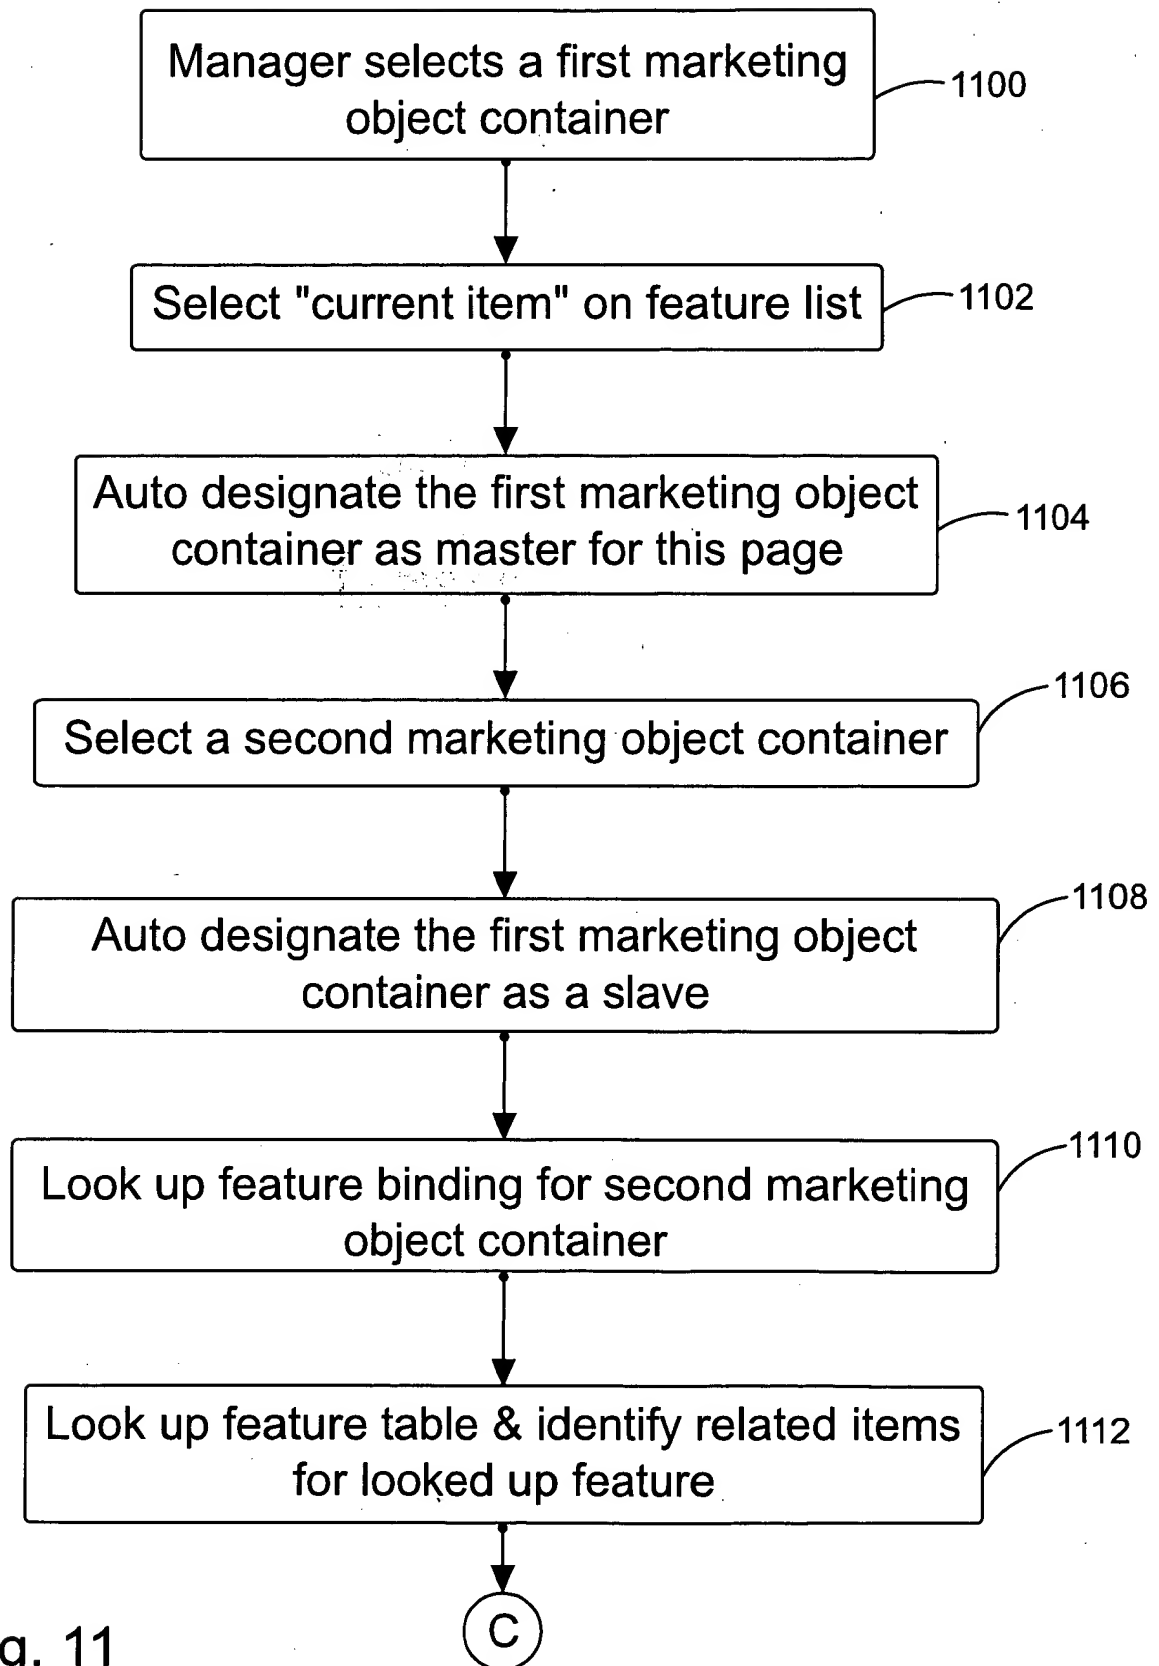 Manager selects a first marketing
object container
1100
Select "current item" on feature list
1102
Auto designate the first marketing object
container as master for this page
1104
Select a second marketing object container
1106
Auto designate the first marketing object
container as a slave
1108
Look up feature binding for second marketing
object container
1110
Look up feature table & identify related items
for looked up feature
1112
C
g. 11